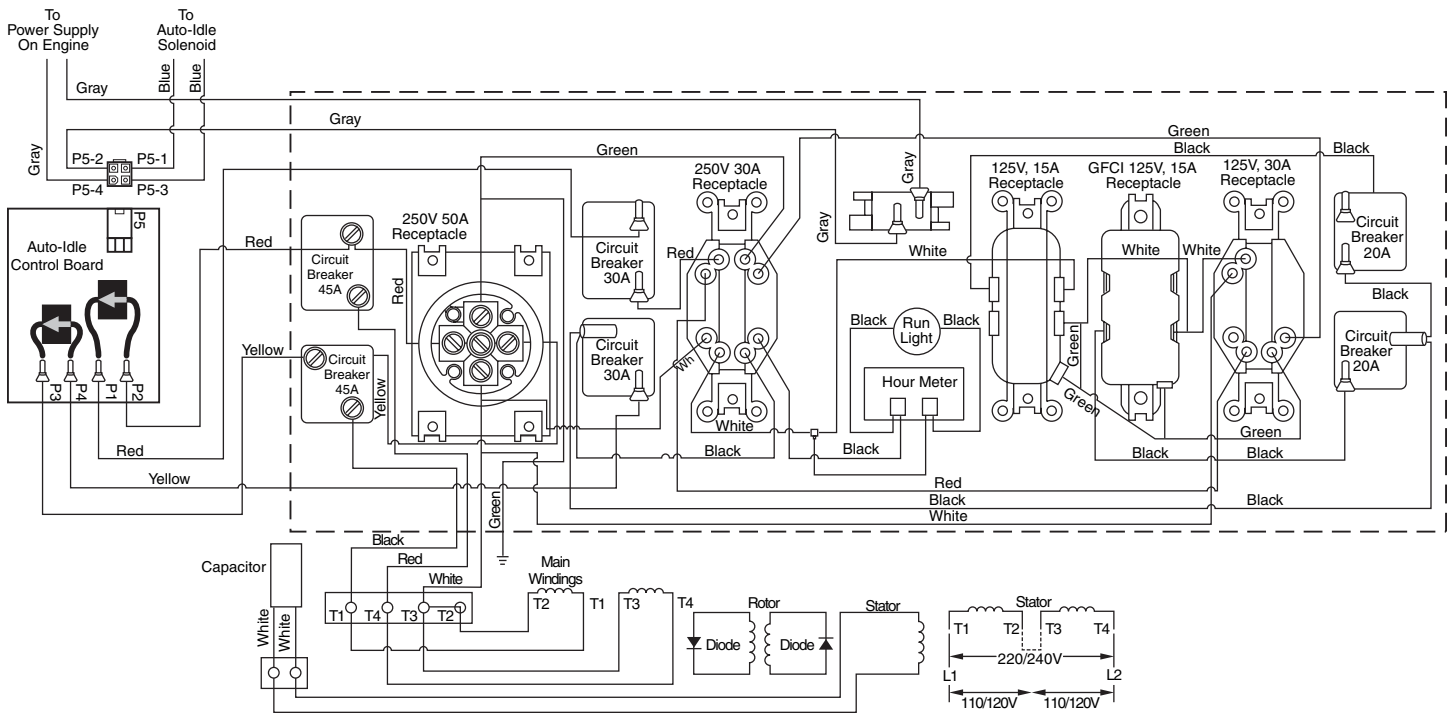 To
Power Supply
On Engine
To
Auto-Idle
Solenoid
Gray
Blue
Blue
Gray
Gray
P5-2
P5-1
P5-4
P5-3
P5
Auto-Idle
Control Board
P3
P4
P1
P2
Red
Yellow
Red
Yellow
Circuit
Breaker
45A
Circuit
Breaker
45A
Yellow
250V 50A
Receptacle
Red
Green
Circuit
Breaker
30A
Circuit
Breaker
30A
Red
250V 30A
Receptacle
Wh
White
Black
Gray
Gray
White
Black
Run
Light
Black
Hour Meter
Black
125V, 15A
Receptacle
GFCI 125V, 15A
Receptacle
125V, 30A
Receptacle
Green
Black
Black
White
White
Green
Green
Green
Black
Black
Circuit
Breaker
20A
Black
Circuit
Breaker
20A
Red
Black
Black
White
Green
Capacitor
White
White
Black
Red
White
T1
T4
T3
T2
Main
Windings
T2
T1
T3
T4
Rotor
Diode
Diode
Stator
Stator
T1
T2
T3
T4
220/240V
L1
L2
110/120V
110/120V